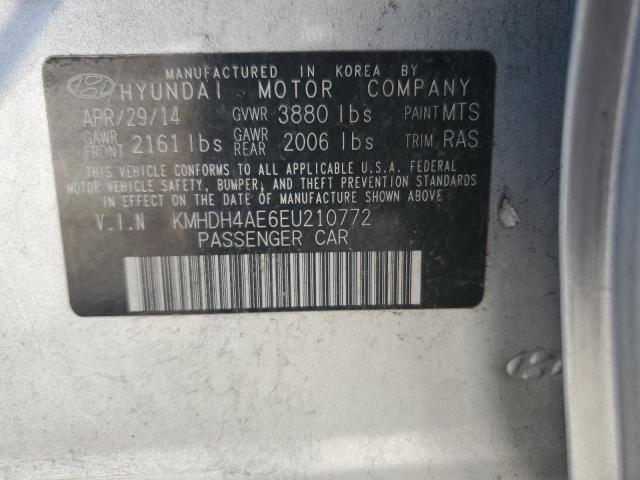 MANUFACTURED IN KOREA BY
HYUNDAI MOTOR COMPANY
APR/29/14 GVWR 3880 lbs PAINT MTS
GAWR FRONT 2161 lbs GAWR REAR 2006 lbs TRIM RAS
THIS VEHICLE CONFORMS TO ALL APPLICABLE U.S.A. FEDERAL
MOTOR VEHICLE SAFETY, BUMPER, AND THEFT PREVENTION STANDARDS
IN EFFECT ON THE DATE OF MANUFACTURE SHOWN ABOVE.
V.I.N KMHDH4AE6EU210772
PASSENGER CAR